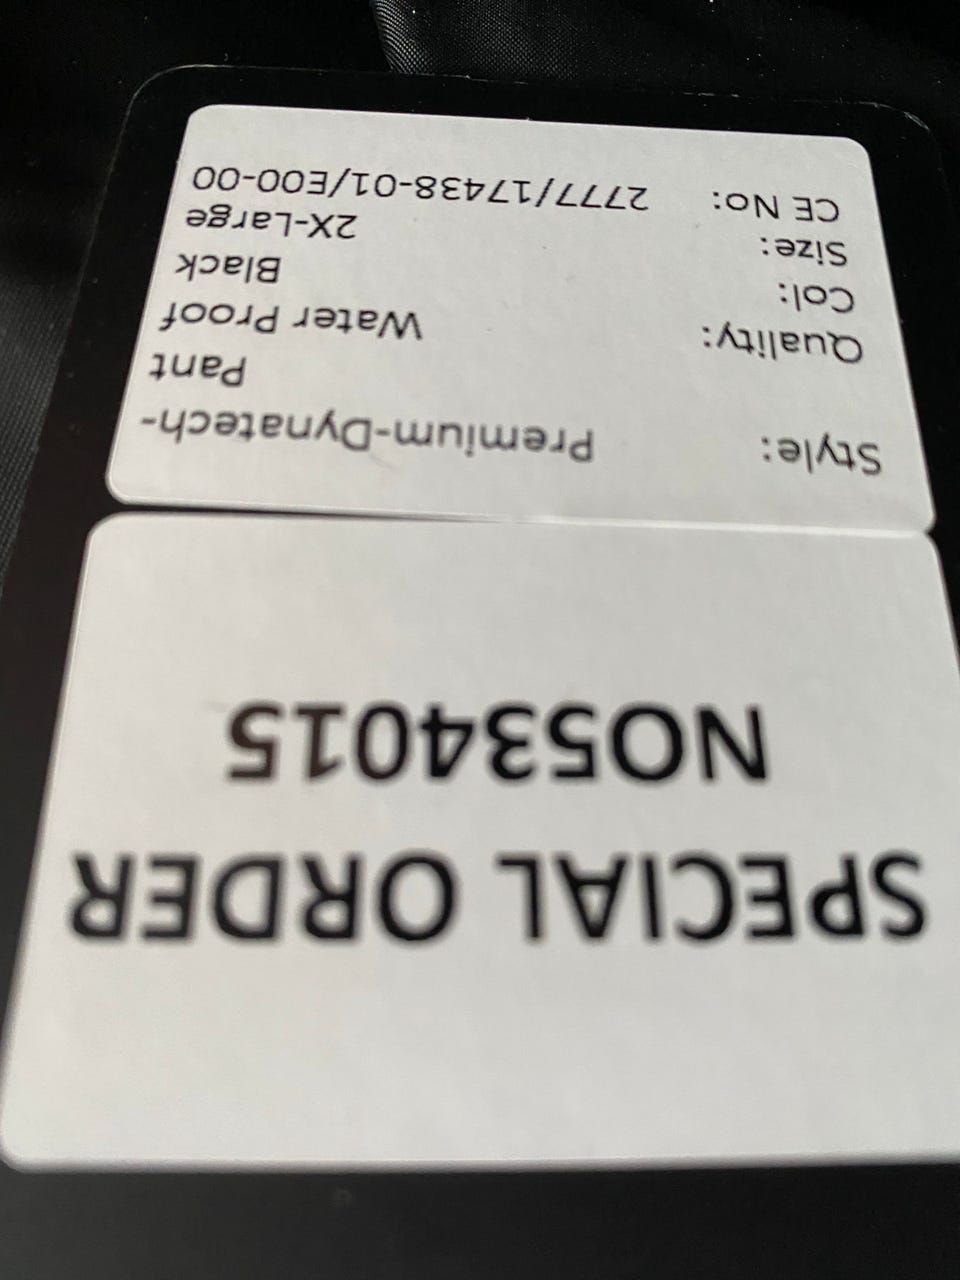 SPECIAL ORDER
NO534015
Style: Premium-Dynatech-
Pant
Quality: Water Proof
Col: Black
Size: 2X-Large
CE No: 2777/17438-01/E00-00